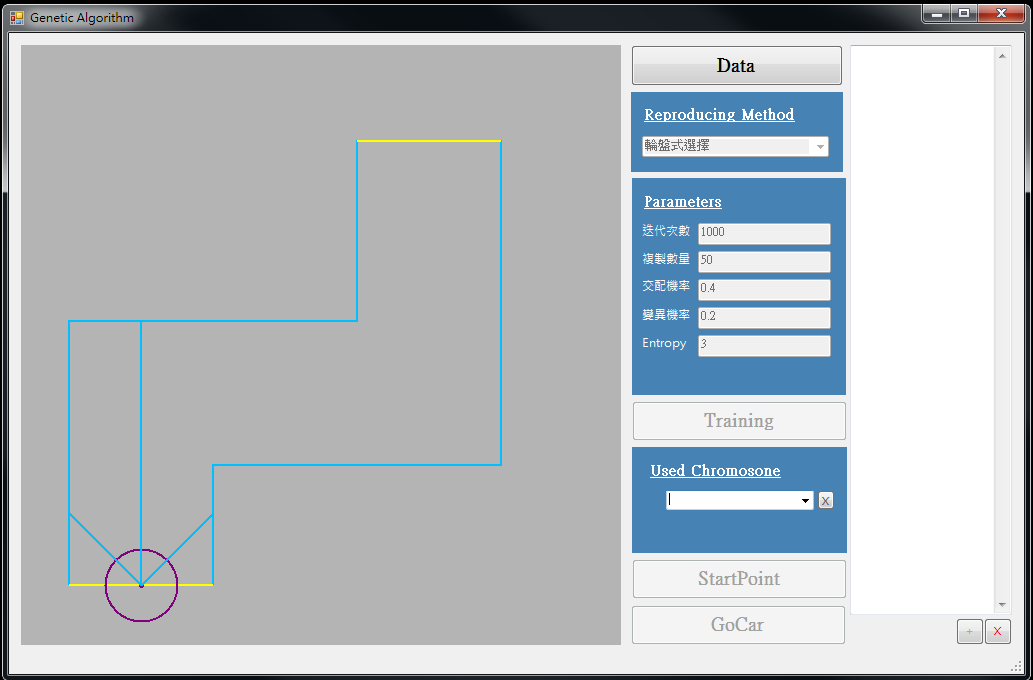 Genetic Algorithm
Data
Reproducing Method
輪盤式選擇
Parameters
迭代次數 1000
複製數量 50
交配機率 0.4
變異機率 0.2
Entropy 3
Training
Used Chromosone
X
StartPoint
GoCar
+ X